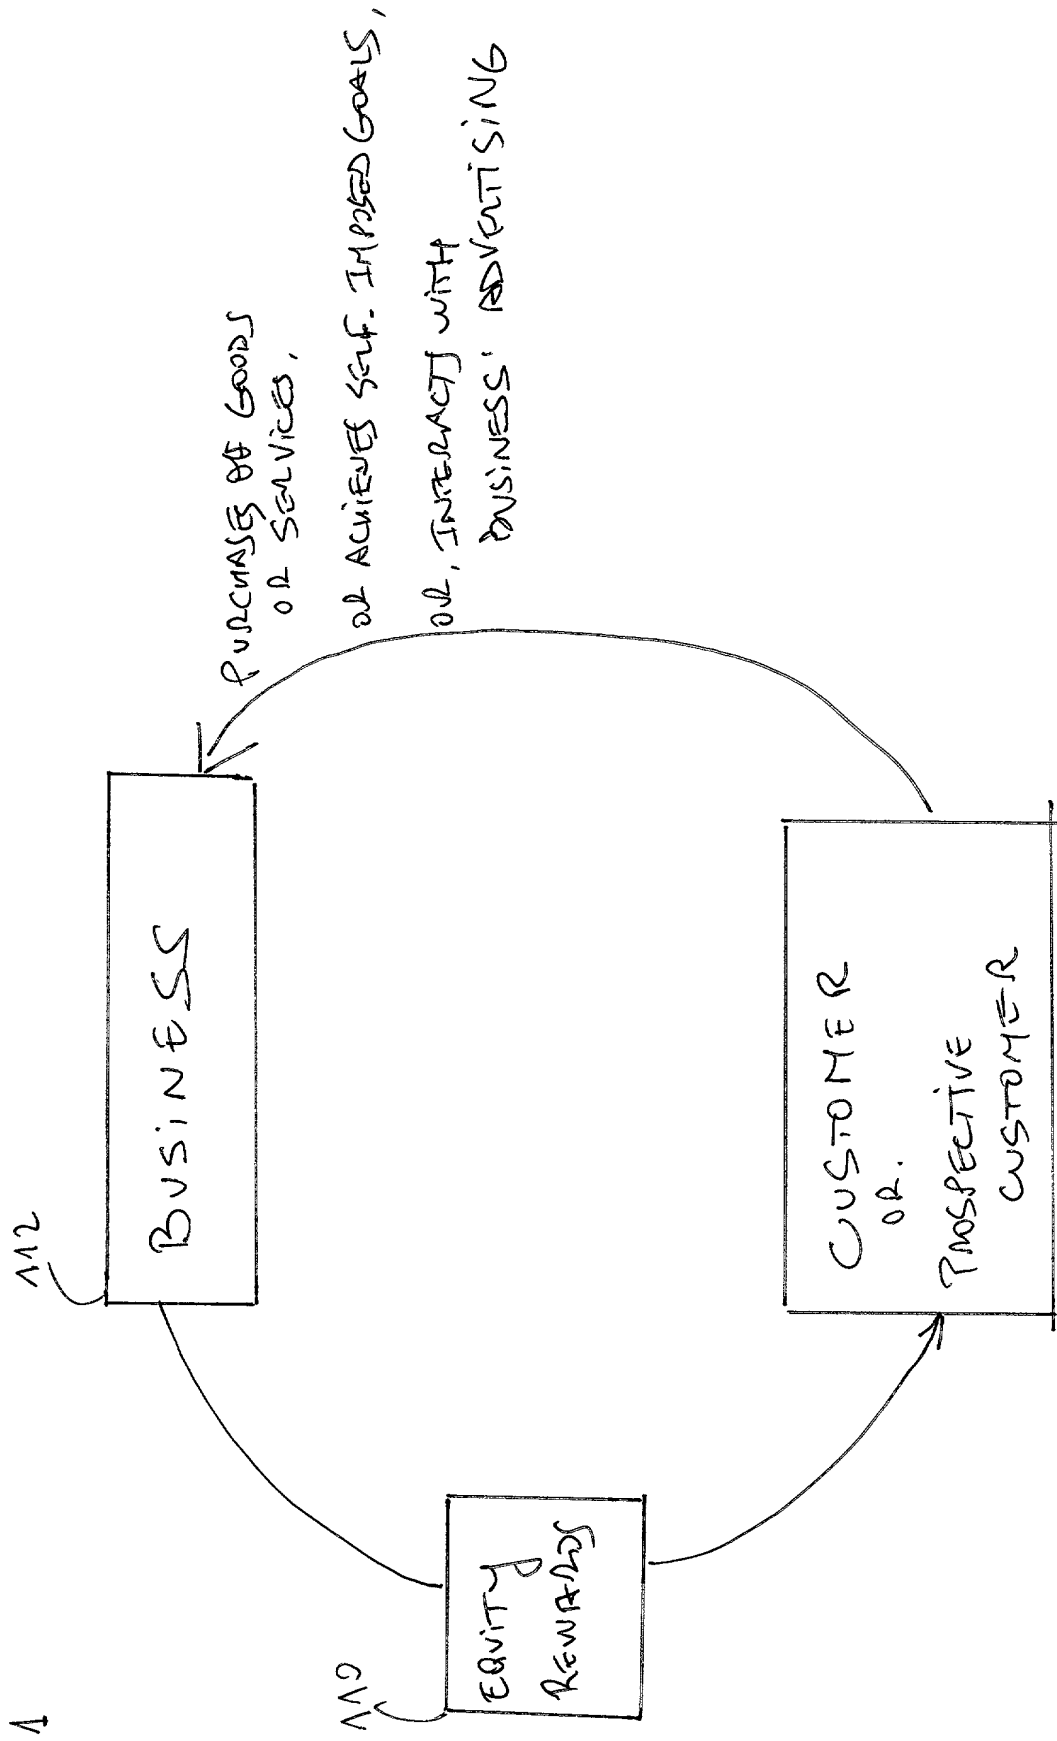 1
112
BUSINESS
PURCHASES OF GOODS
OR SERVICES,
OR ACHIEVES SELF-IMPOSED GOALS,
OR, INTERACTS WITH
BUSINESS' ADVERTISING
110
EQUITY
REWARDS
CUSTOMER
OR.
PROSPECTIVE
CUSTOMER